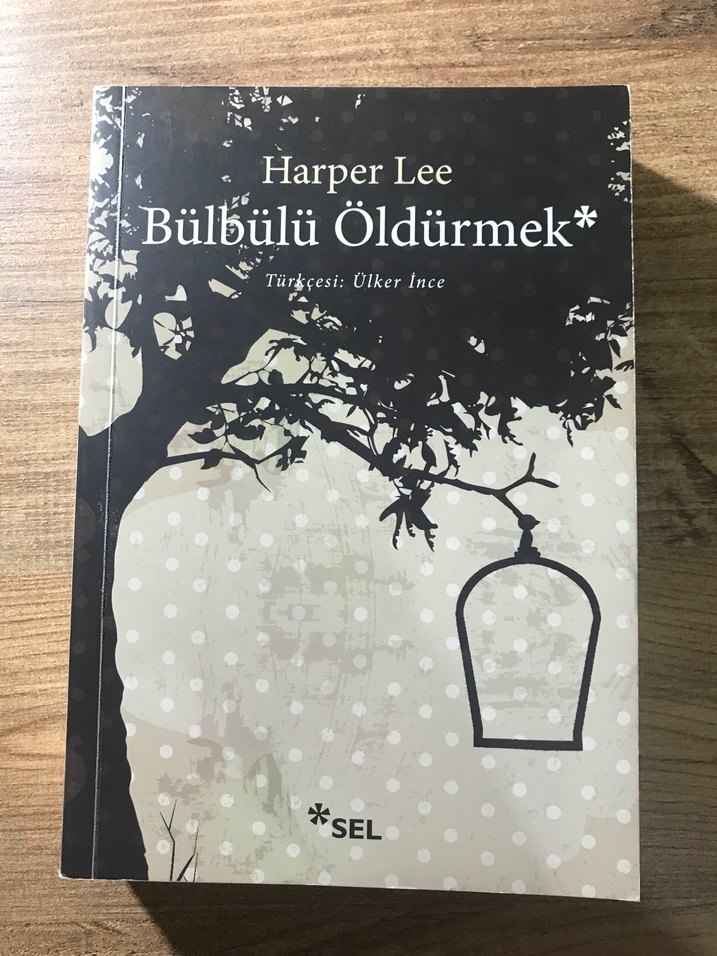 Harper Lee
Bülbülü Öldürmek*
Türkçesi: Ülker İnce
*SEL